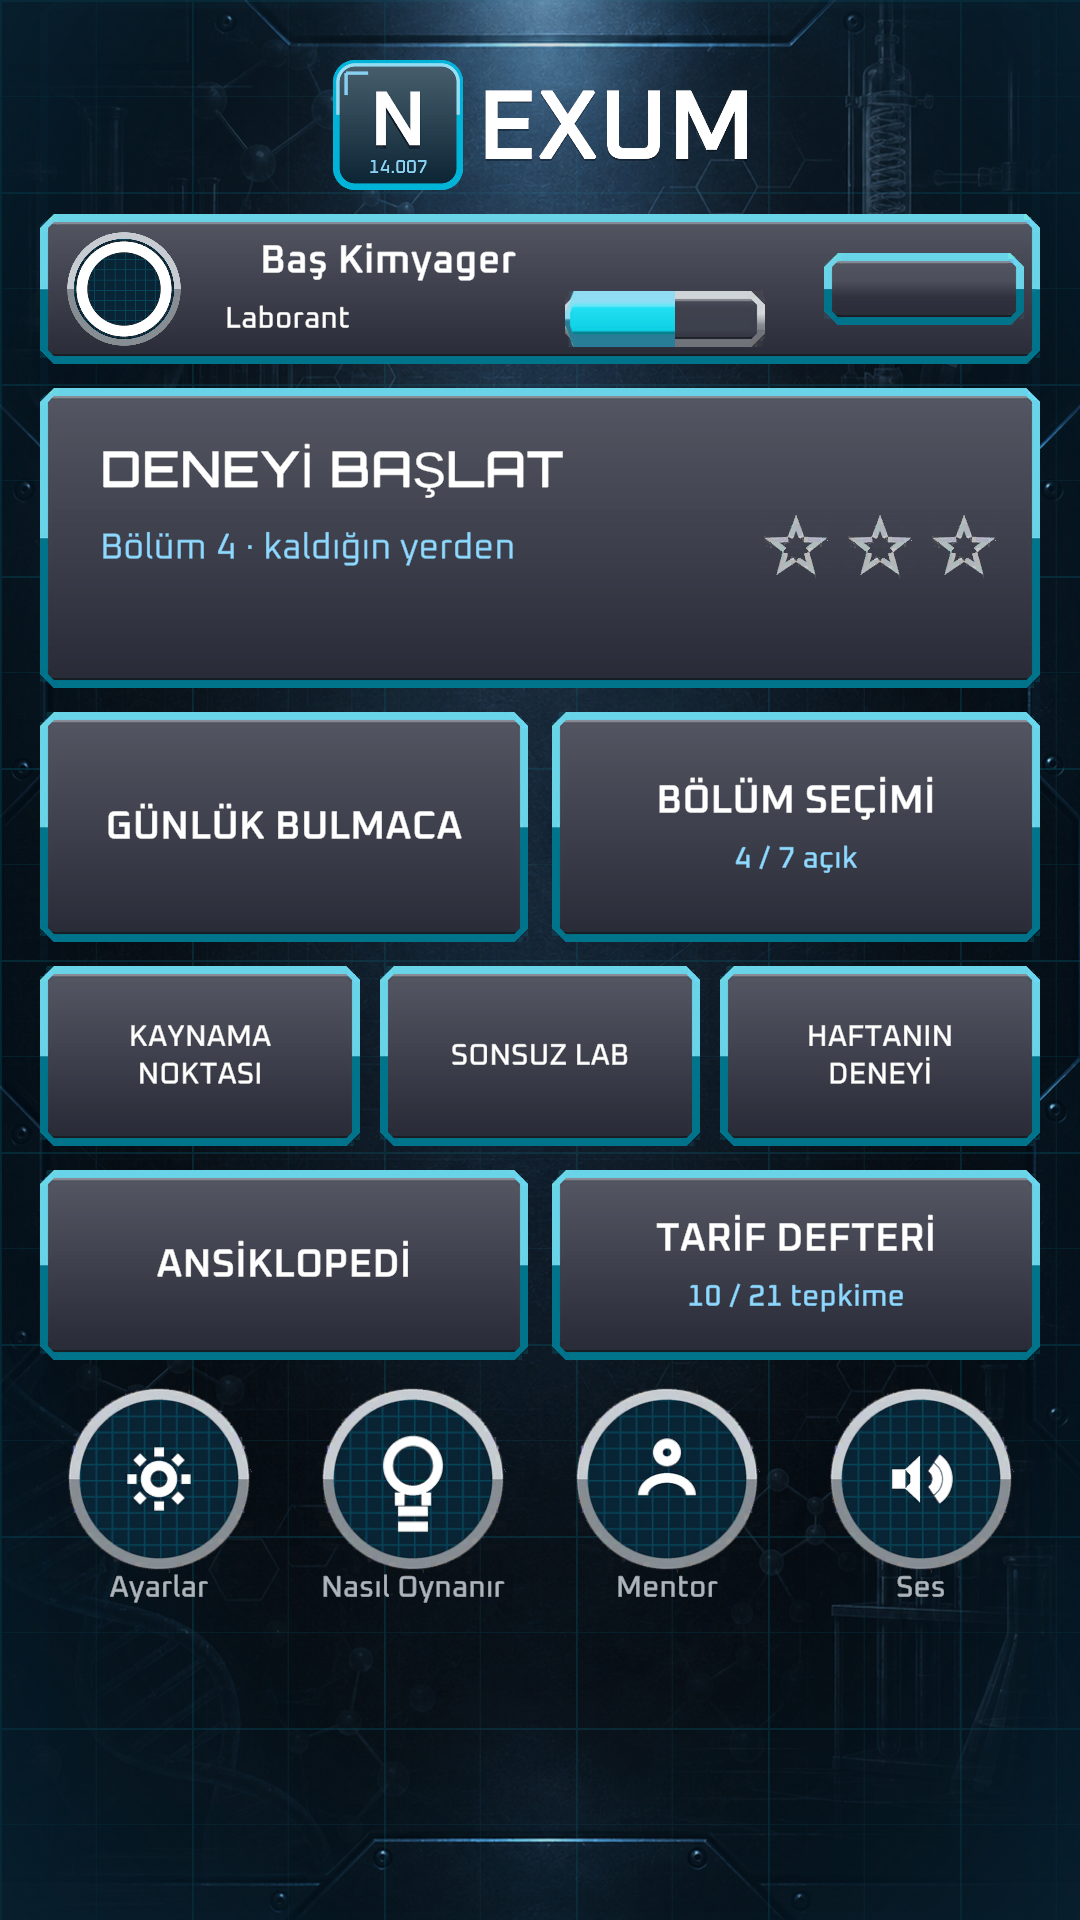 N
14.007
EXUM
Baş Kimyager
Laborant
DENEYİ BAŞLAT
Bölüm 4 · kaldığın yerden
GÜNLÜK BULMACA
BÖLÜM SEÇİMİ
4 / 7 açık
KAYNAMA
NOKTASI
SONSUZ LAB
HAFTANIN
DENEYİ
ANSİKLOPEDİ
TARİF DEFTERİ
10 / 21 tepkime
Ayarlar
Nasıl Oynanır
Mentor
Ses